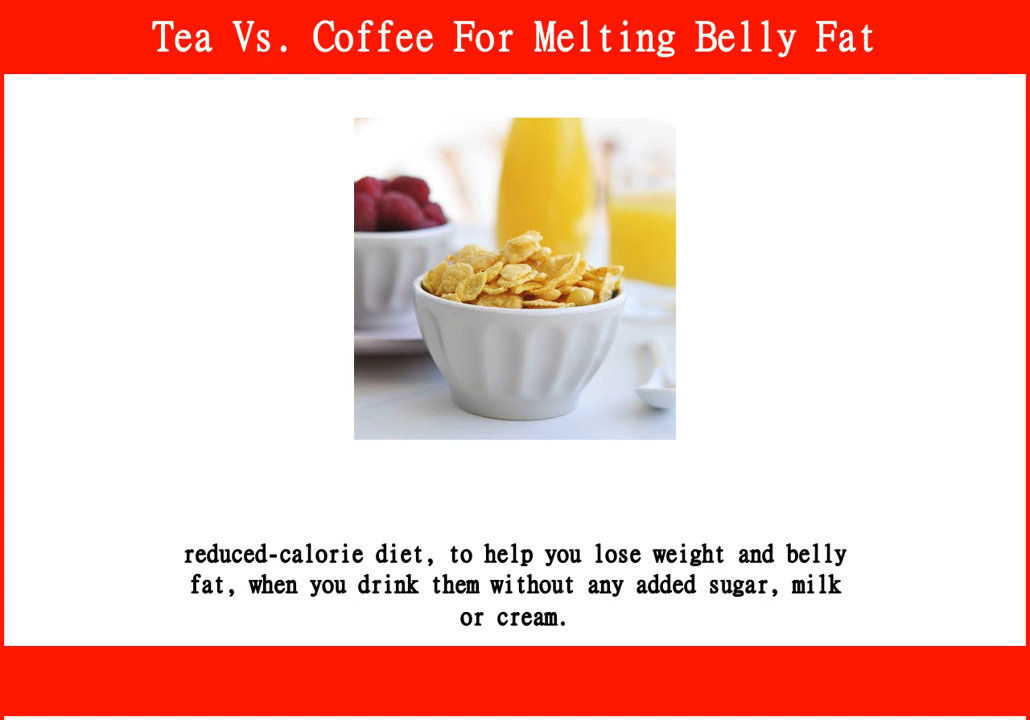 Tea Vs. Coffee For Melting Belly Fat
reduced-calorie diet, to help you lose weight and belly
fat, when you drink them without any added sugar, milk
or cream.